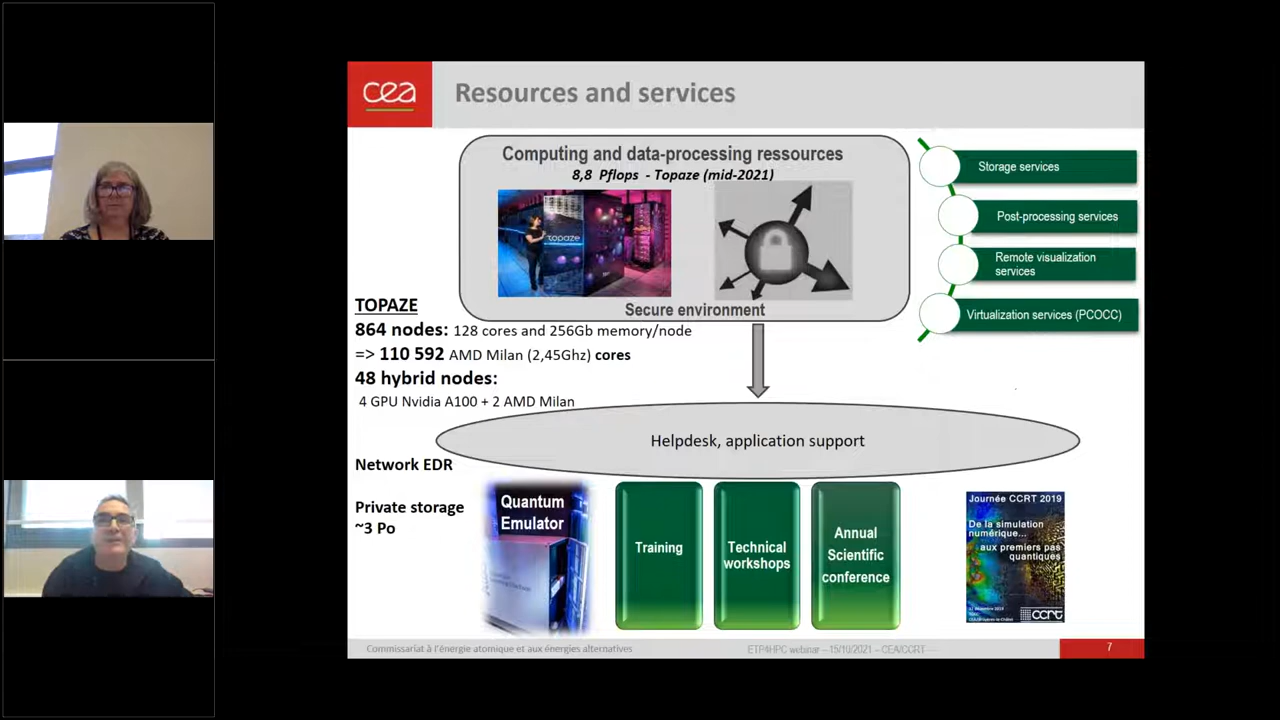 cea
Resources and services
Computing and data-processing ressources
8,8 Pflops - Topaze (mid-2021)
topaze
Secure environment
Storage services
Post-processing services
Remote visualization
services
Virtualization services (PCOCC)
TOPAZE
864 nodes: 128 cores and 256Gb memory/node
=> 110 592 AMD Milan (2,45Ghz) cores
48 hybrid nodes:
4 GPU Nvidia A100 + 2 AMD Milan
Helpdesk, application support
Network EDR
Private storage
~3 Po
Quantum
Emulator
Training
Technical
workshops
Annual
Scientific
conference
Journée CCRT 2019
De la simulation
numérique...
aux premiers pas
quantiques
ccrt
Commissariat à l'énergie atomique et aux énergies alternatives
ETP4HPC webinar – 15/10/2021 – CEA/CCRT
7